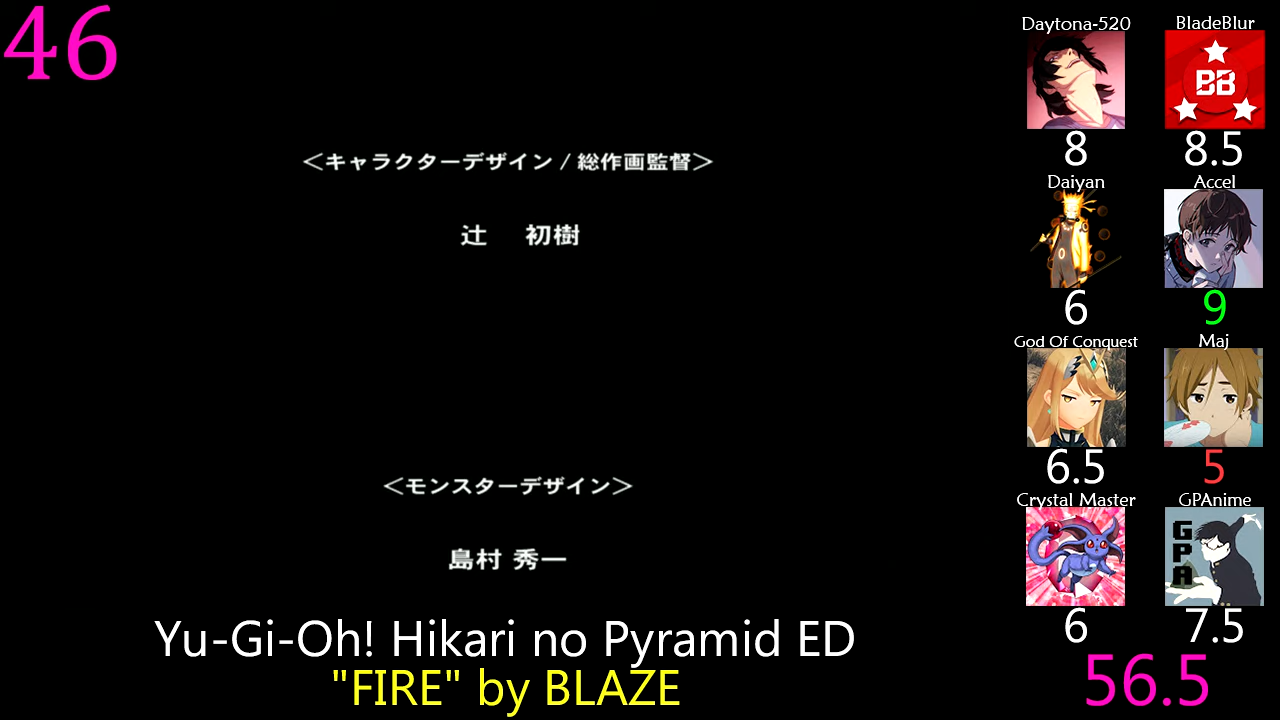 46
＜キャラクターデザイン / 総作画監督＞
辻　初樹
＜モンスターデザイン＞
島村 秀一
Yu-Gi-Oh! Hikari no Pyramid ED
"FIRE" by BLAZE
Daytona-520
8
BladeBlur
BB
8.5
Daiyan
6
Accel
9
God Of Conquest
6.5
Maj
5
Crystal Master
6
GPAnime
GPA
7.5
56.5